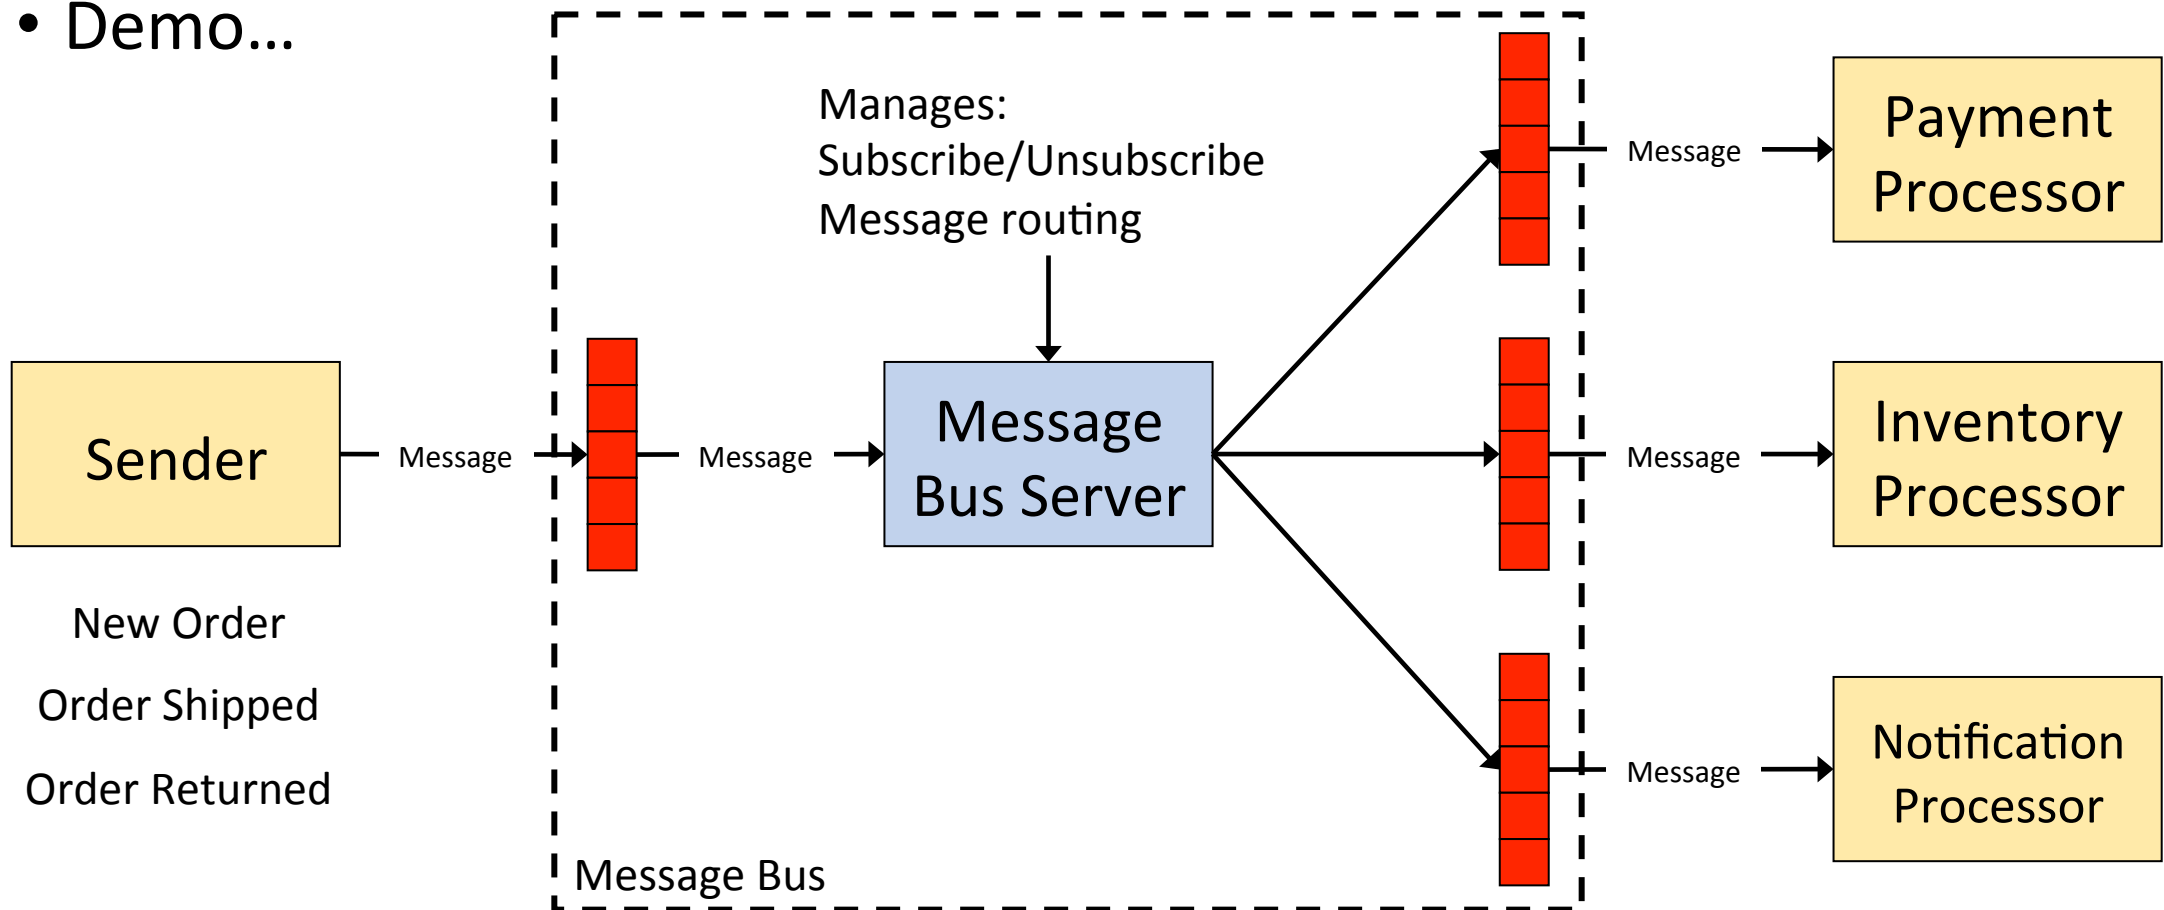 • Demo...
Manages:
Subscribe/Unsubscribe
Message routing
Message
Payment
Processor
Sender
Message
Message
Message
Bus Server
Message
Inventory
Processor
New Order
Order Shipped
Order Returned
Message
Notification
Processor
Message Bus